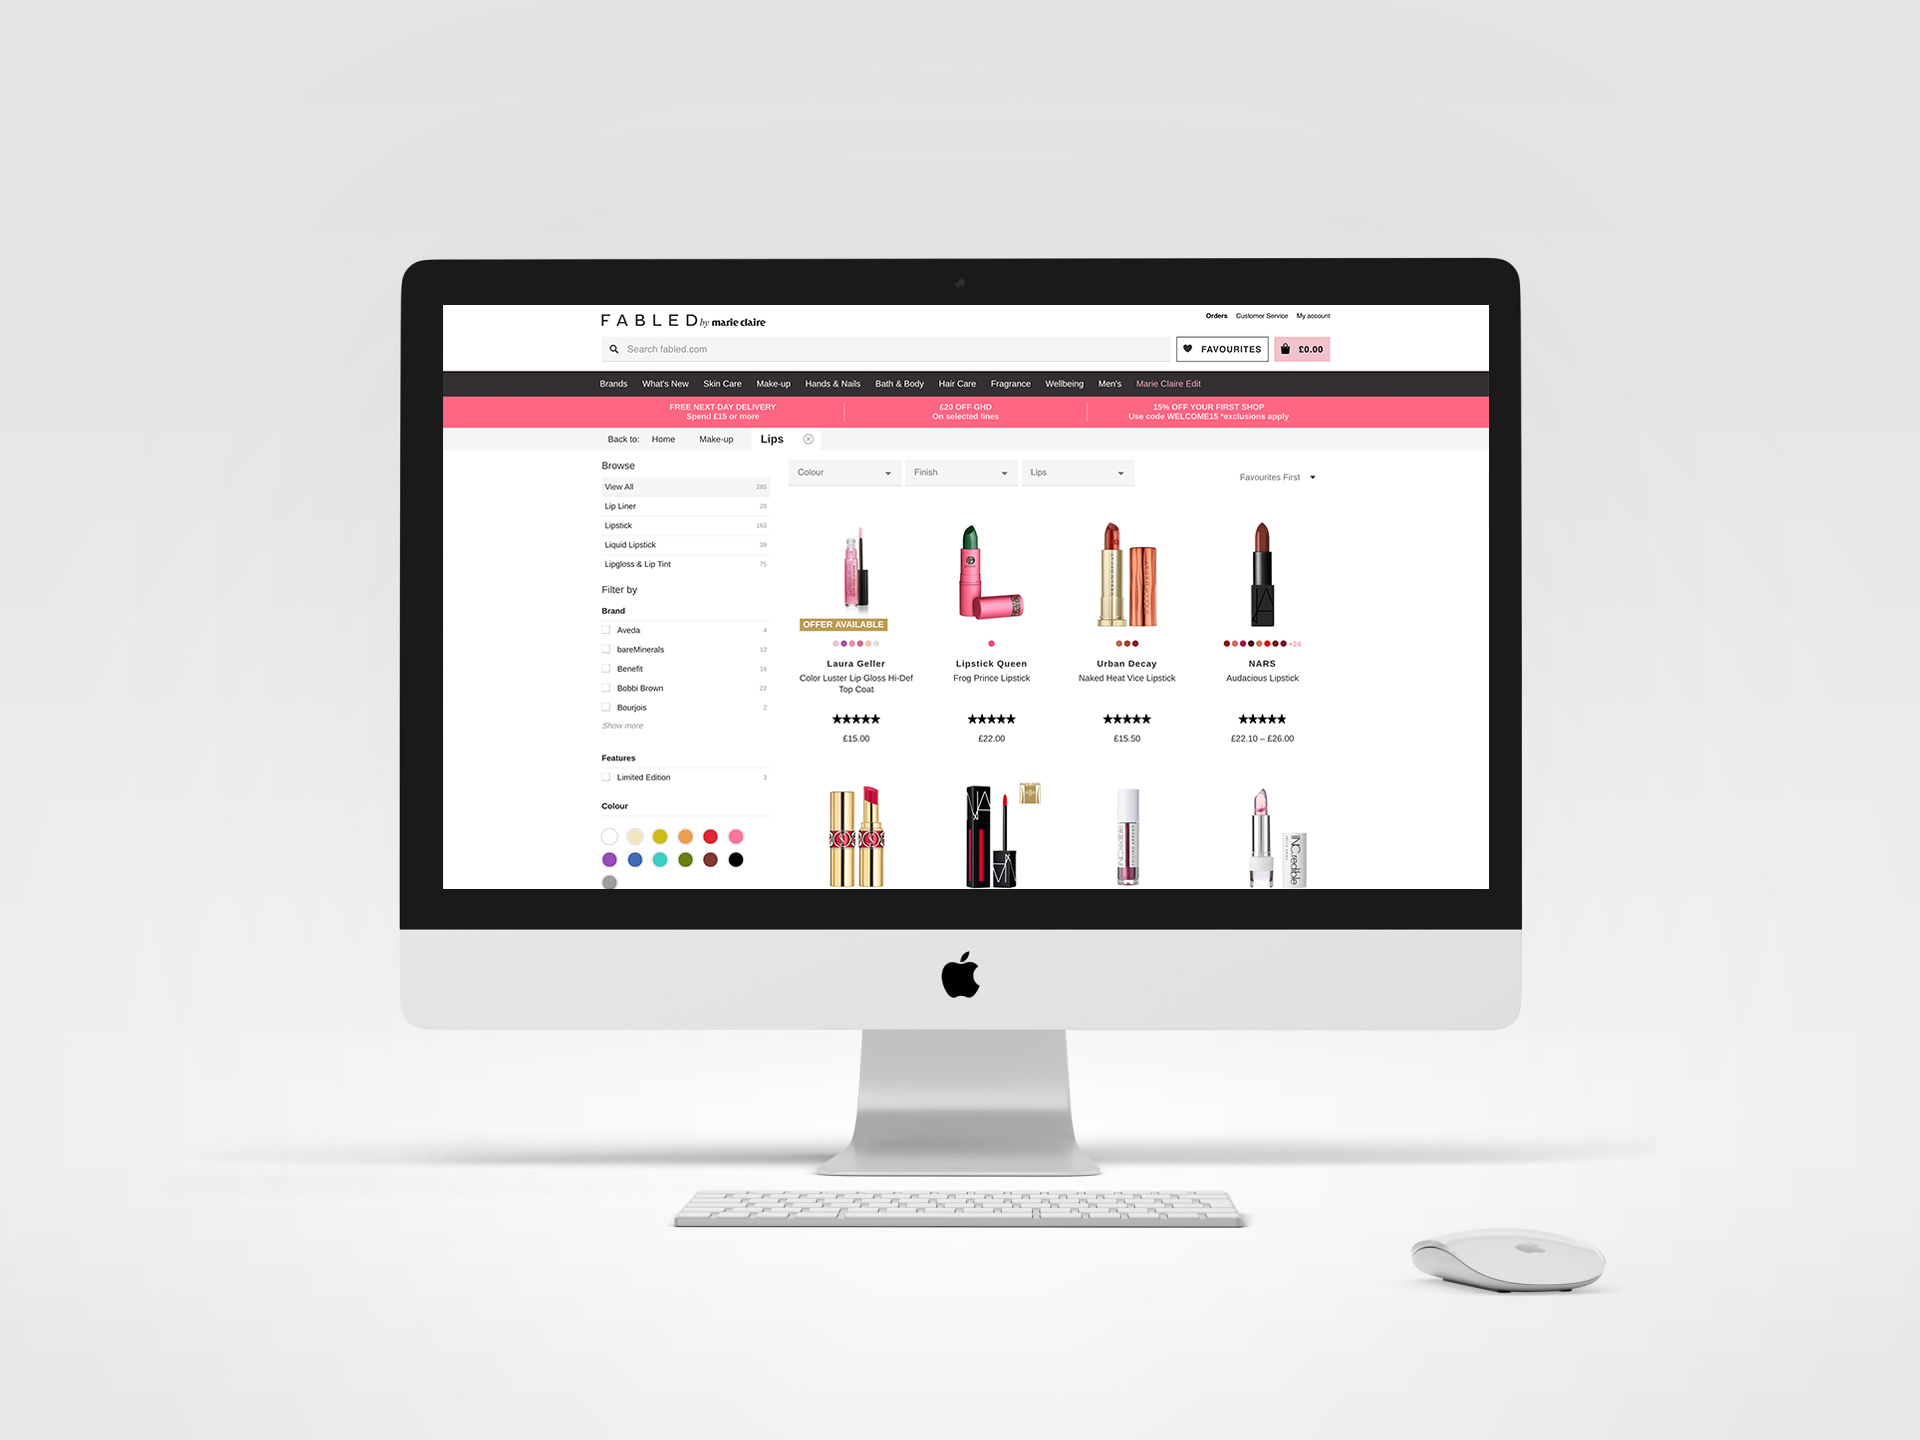 FABLED by marie claire
Orders Customer Service My account
Search fabled.com
FAVOURITES
£0.00
Brands What's New Skin Care Make-up Hands & Nails Bath & Body Hair Care Fragrance Wellbeing Men's Marie Claire Edit
FREE NEXT-DAY DELIVERY
Spend £15 or more
£20 OFF GHD
On selected lines
15% OFF YOUR FIRST SHOP
Use code WELCOME15 *exclusions apply
Back to: Home Make-up Lips
Browse
View All 285
Lip Liner 28
Lipstick 163
Liquid Lipstick 39
Lipgloss & Lip Tint 75
Filter by
Brand
Aveda 4
bareMinerals 12
Benefit 16
Bobbi Brown 22
Bourjois 2
Show more
Features
Limited Edition 3
Colour
Colour Finish Lips
Favourites First
OFFER AVAILABLE
Laura Geller
Color Luster Lip Gloss Hi-Def
Top Coat
£15.00
Lipstick Queen
Frog Prince Lipstick
£22.00
Urban Decay
Naked Heat Vice Lipstick
£15.50
+24
NARS
Audacious Lipstick
£22.10 – £26.00
INCredible